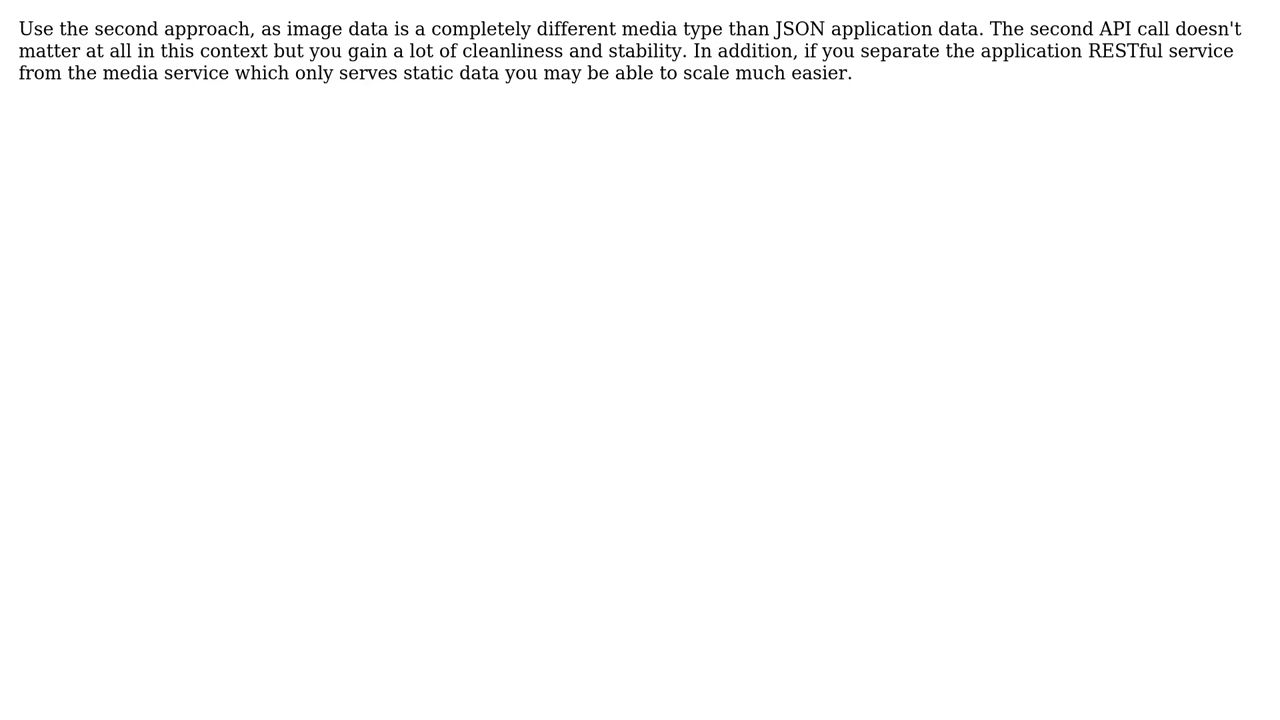 Use the second approach, as image data is a completely different media type than JSON application data. The second API call doesn't
matter at all in this context but you gain a lot of cleanliness and stability. In addition, if you separate the application RESTful service
from the media service which only serves static data you may be able to scale much easier.